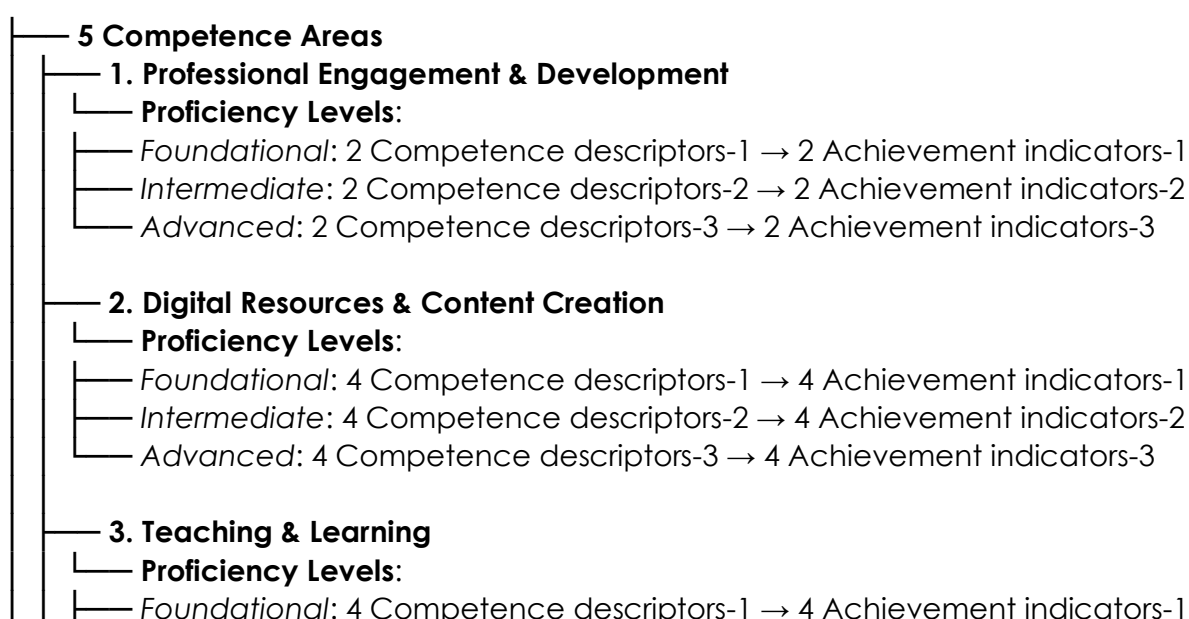 5 Competence Areas
1. Professional Engagement & Development
Proficiency Levels:
Foundational: 2 Competence descriptors-1 → 2 Achievement indicators-1
Intermediate: 2 Competence descriptors-2 → 2 Achievement indicators-2
Advanced: 2 Competence descriptors-3 → 2 Achievement indicators-3
2. Digital Resources & Content Creation
Proficiency Levels:
Foundational: 4 Competence descriptors-1 → 4 Achievement indicators-1
Intermediate: 4 Competence descriptors-2 → 4 Achievement indicators-2
Advanced: 4 Competence descriptors-3 → 4 Achievement indicators-3
3. Teaching & Learning
Proficiency Levels:
Foundational: 4 Competence descriptors-1 → 4 Achievement indicators-1